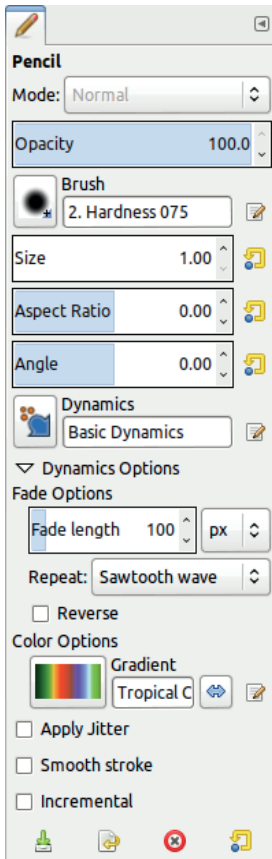 Pencil
Mode: Normal
Opacity 100.0
Brush
2. Hardness 075
Size 1.00
Aspect Ratio 0.00
Angle 0.00
Dynamics
Basic Dynamics
Dynamics Options
Fade Options
Fade length 100 px
Repeat: Sawtooth wave
Reverse
Color Options
Gradient
Tropical C
Apply Jitter
Smooth stroke
Incremental